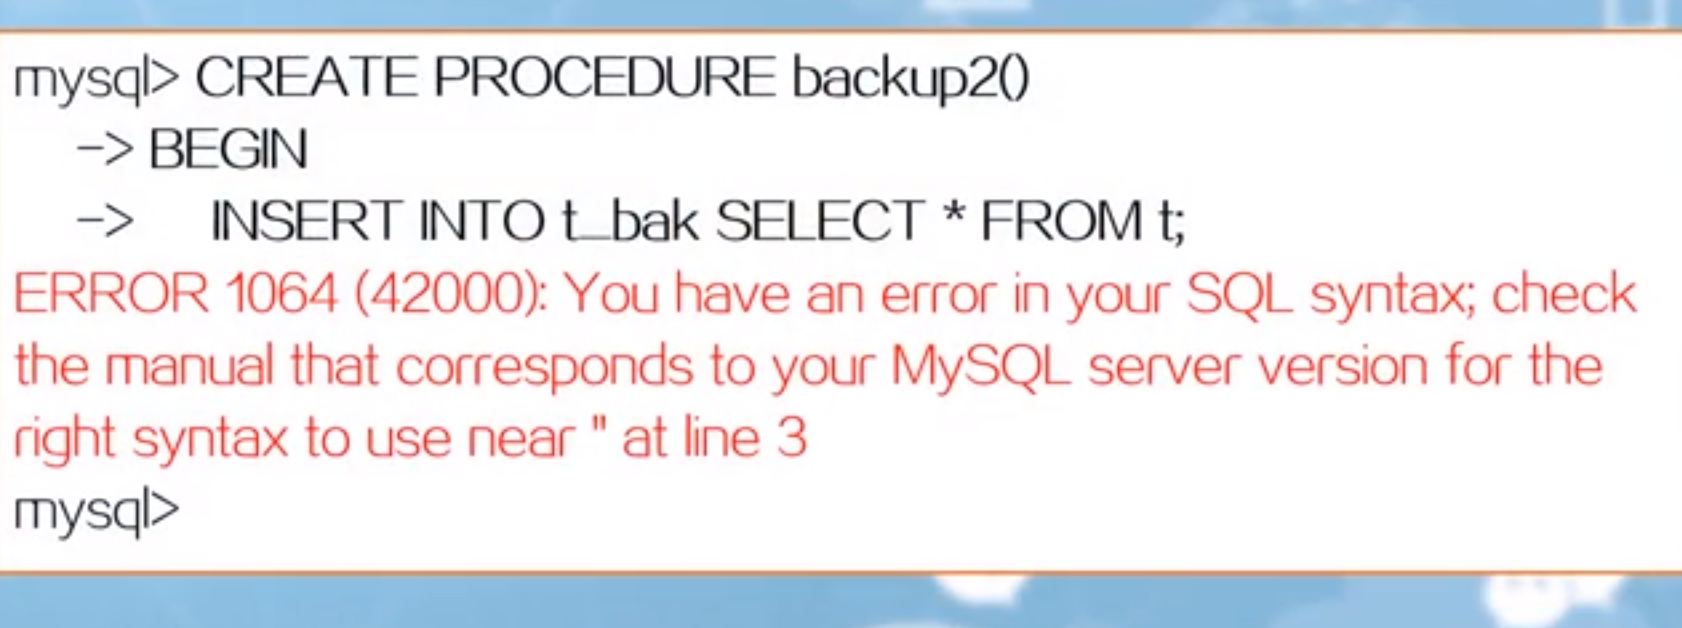 mysql> CREATE PROCEDURE backup2()
-> BEGIN
-> INSERT INTO t_bak SELECT * FROM t;
ERROR 1064 (42000): You have an error in your SQL syntax; check
the manual that corresponds to your MySQL server version for the
right syntax to use near '' at line 3
mysql>